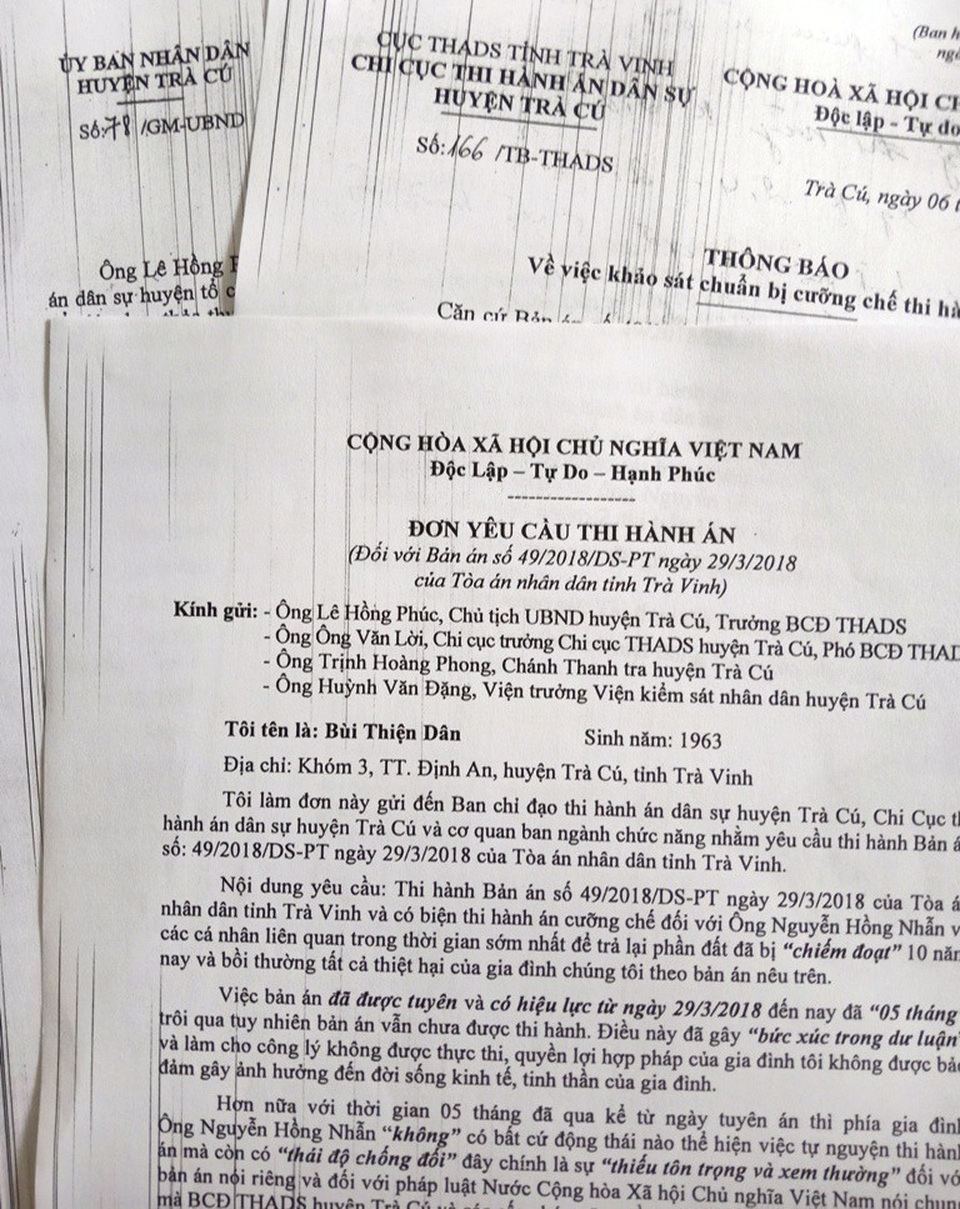 ỦY BAN NHÂN DÂN
HUYỆN TRÀ CÚ
Số: 78 /GM-UBND
Ông Lê Hồng
án dân sự huyện tổ c
CỤC THADS TỈNH TRÀ VINH
CHI CỤC THI HÀNH ÁN DÂN SỰ
HUYỆN TRÀ CÚ
Số: 166 /TB-THADS
(Ban h
ngà
CỘNG HOÀ XÃ HỘI CH
Độc lập - Tự do
Trà Cú, ngày 06 t
THÔNG BÁO
Về việc khảo sát chuẩn bị cưỡng chế thi hà
Căn cứ Bản
CỘNG HÒA XÃ HỘI CHỦ NGHĨA VIỆT NAM
Độc Lập – Tự Do – Hạnh Phúc
------------------
ĐƠN YÊU CẦU THI HÀNH ÁN
(Đối với Bản án số 49/2018/DS-PT ngày 29/3/2018
của Tòa án nhân dân tỉnh Trà Vinh)
Kính gửi: - Ông Lê Hồng Phúc, Chủ tịch UBND huyện Trà Cú, Trưởng BCĐ THADS
- Ông Ông Văn Lời, Chi cục trưởng Chi cục THADS huyện Trà Cú, Phó BCĐ THAD
- Ông Trịnh Hoàng Phong, Chánh Thanh tra huyện Trà Cú
- Ông Huỳnh Văn Đặng, Viện trưởng Viện kiểm sát nhân dân huyện Trà Cú
Tôi tên là: Bùi Thiện Dân Sinh năm: 1963
Địa chỉ: Khóm 3, TT. Định An, huyện Trà Cú, tỉnh Trà Vinh
Tôi làm đơn này gửi đến Ban chỉ đạo thi hành án dân sự huyện Trà Cú, Chi Cục th
hành án dân sự huyện Trà Cú và cơ quan ban ngành chức năng nhằm yêu cầu thi hành Bản á
số: 49/2018/DS-PT ngày 29/3/2018 của Tòa án nhân dân tỉnh Trà Vinh.
Nội dung yêu cầu: Thi hành Bản án số 49/2018/DS-PT ngày 29/3/2018 của Tòa á
nhân dân tỉnh Trà Vinh và có biện thi hành án cưỡng chế đối với Ông Nguyễn Hồng Nhẫn v
các cá nhân liên quan trong thời gian sớm nhất để trả lại phần đất đã bị “chiếm đoạt” 10 năm
nay và bồi thường tất cả thiệt hại của gia đình chúng tôi theo bản án nêu trên.
Việc bản án đã được tuyên và có hiệu lực từ ngày 29/3/2018 đến nay đã “05 tháng
trôi qua tuy nhiên bản án vẫn chưa được thi hành. Điều này đã gây “bức xúc trong dư luận”
và làm cho công lý không được thực thi, quyền lợi hợp pháp của gia đình tôi không được bảo
đảm gây ảnh hưởng đến đời sống kinh tế, tinh thần của gia đình.
Hơn nữa với thời gian 05 tháng đã qua kể từ ngày tuyên án thì phía gia đình
Ông Nguyễn Hồng Nhẫn “không” có bất cứ động thái nào thể hiện việc tự nguyện thi hành
án mà còn có “thái độ chống đối” đây chính là sự “thiếu tôn trọng và xem thường” đối vớ
bản án nói riêng và đối với pháp luật Nước Cộng hòa Xã hội Chủ nghĩa Việt Nam nói chung
mà BCĐ THADS huyện Trà Cú và